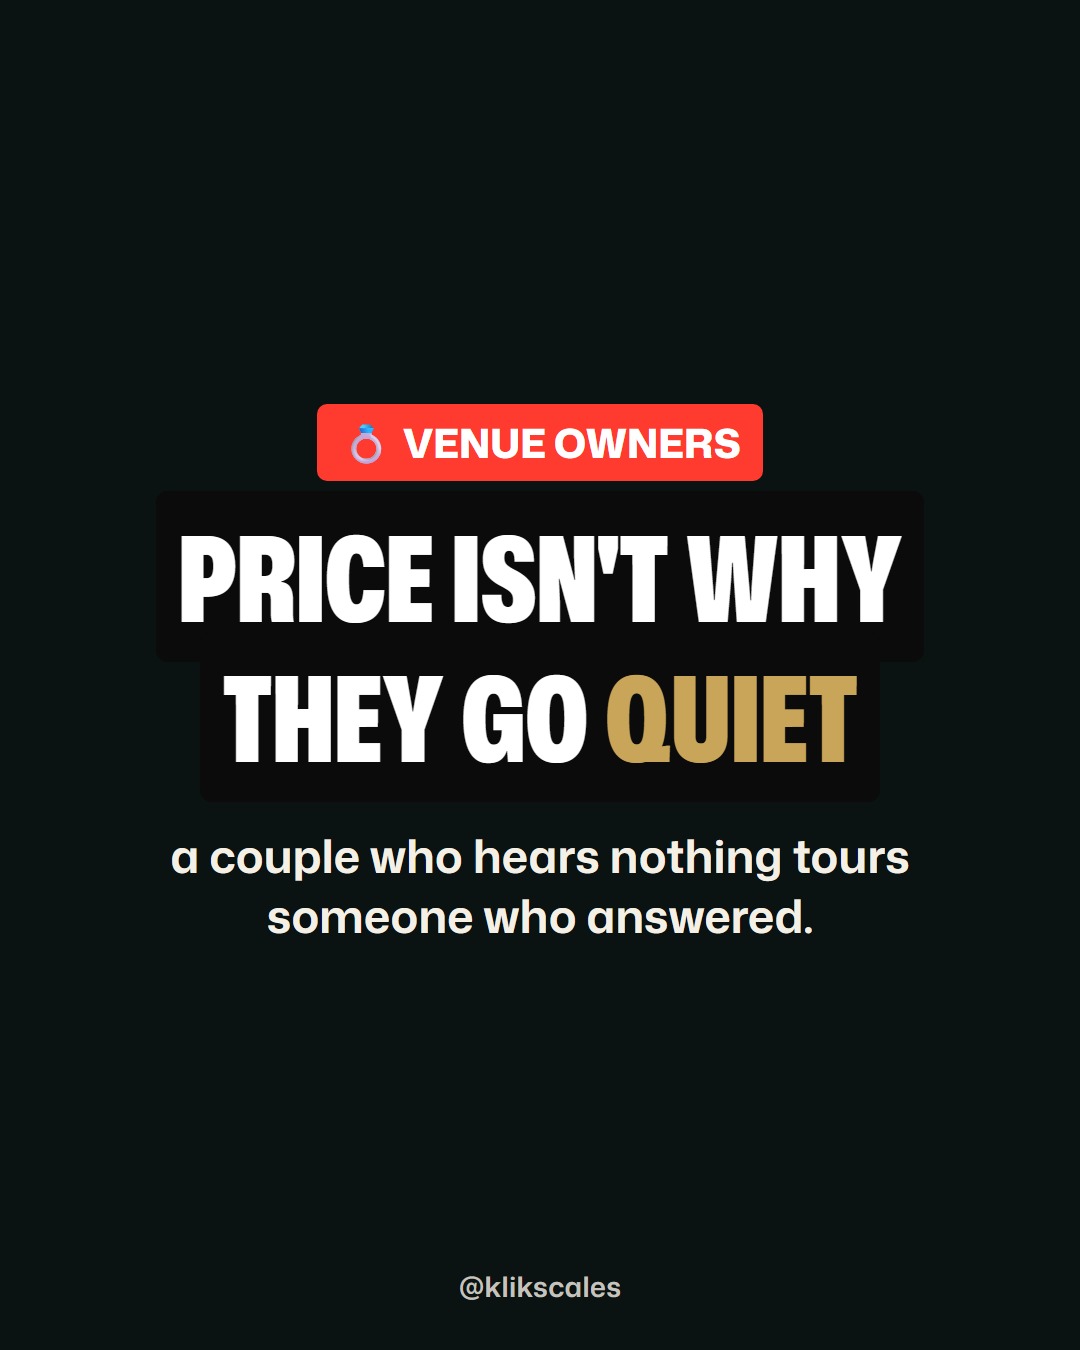 💍 VENUE OWNERS
PRICE ISN'T WHY
THEY GO QUIET
a couple who hears nothing tours
someone who answered.
@klikscales